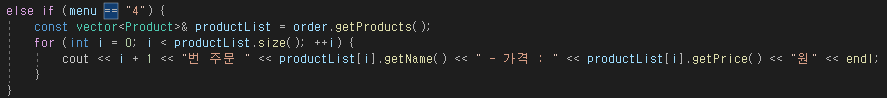 else if (menu == "4") {
    const vector<Product>& productList = order.getProducts();
    for (int i = 0; i < productList.size(); ++i) {
        cout << i + 1 << "번 주문 " << productList[i].getName() << " - 가격 : " << productList[i].getPrice() << "원" << endl;
    }
}